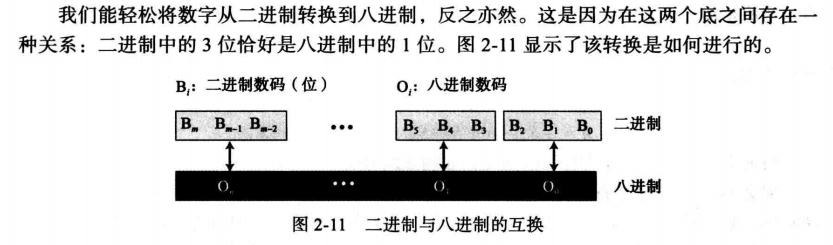 我们能轻松将数字从二进制转换到八进制，反之亦然。这是因为在这两个底之间存在一
种关系：二进制中的 3 位恰好是八进制中的 1 位。图 2-11 显示了该转换是如何进行的。
Bᵢ：二进制数码（位） Oᵢ：八进制数码
Bₘ Bₘ₋₁ Bₘ₋₂ ••• B₅ B₄ B₃ B₂ B₁ B₀ 二进制
••• O₁ O₀ 八进制
图 2-11 二进制与八进制的互换